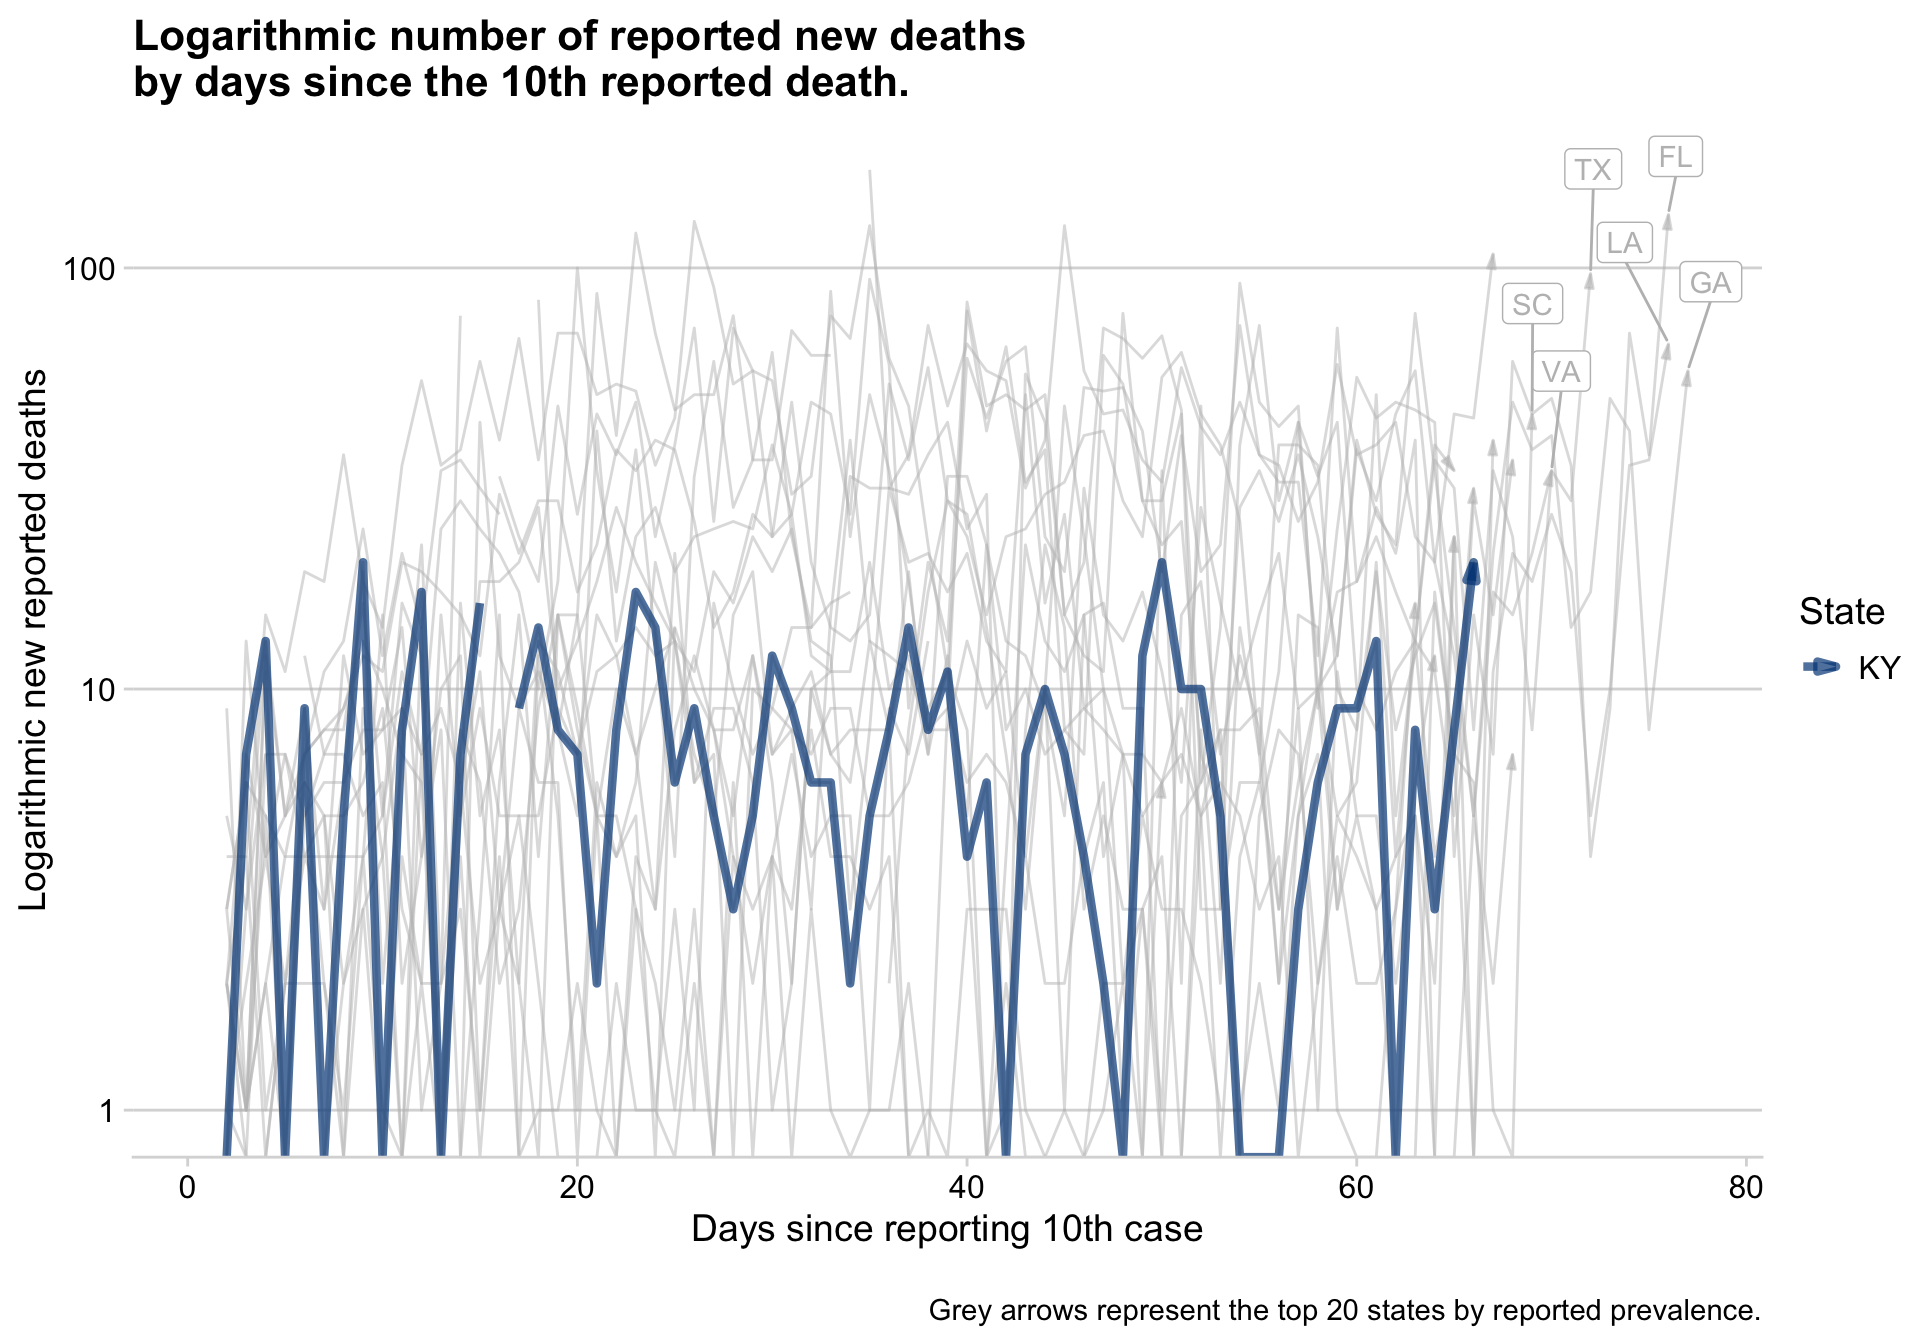 Logarithmic number of reported new deaths
by days since the 10th reported death.
TX
FL
LA
GA
SC
VA
100
10
1
Logarithmic new reported deaths
0 20 40 60 80
Days since reporting 10th case
State
KY
Grey arrows represent the top 20 states by reported prevalence.